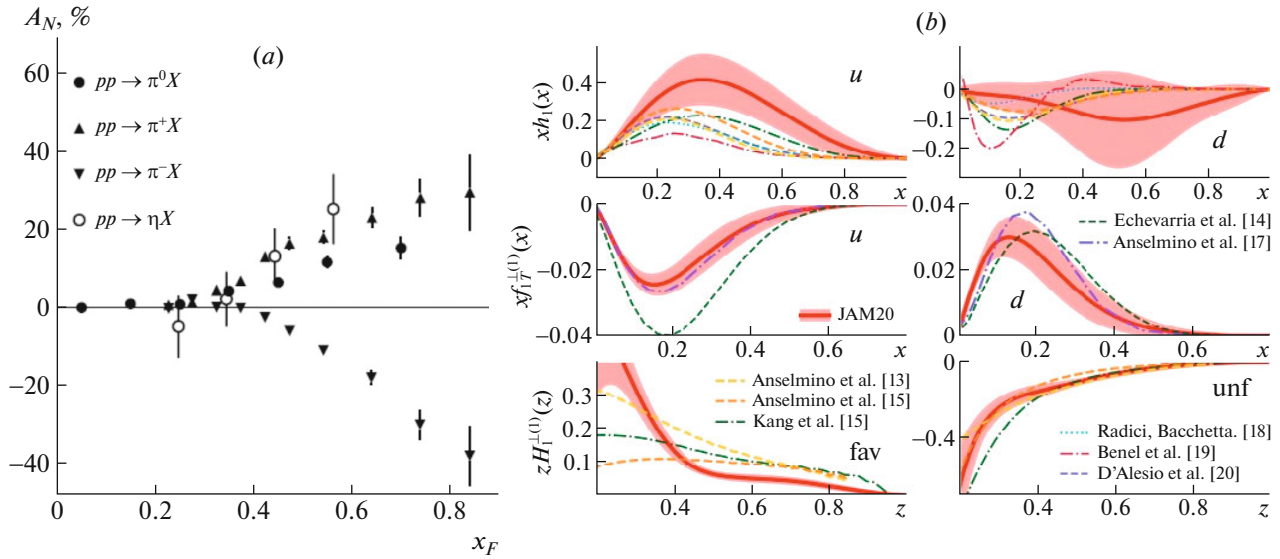 A_N, %
(a)
60
40
20
0
−20
−40
pp → π⁰X
pp → π⁺X
pp → π⁻X
pp → ηX
0
0.2
0.4
0.6
0.8
x_F
(b)
xh₁(x)
0.4
0.2
0
u
0.2 0.4 0.6 0.8 x
0
−0.1
−0.2
d
0.2 0.4 0.6 0.8 x
xf₁T^⊥(1)(x)
0
−0.02
−0.04
u
JAM20
0.2 0.4 0.6 0.8 x
0.04
0.02
0
Echevarria et al. [14]
Anselmino et al. [17]
d
0.2 0.4 0.6 0.8 x
zH₁^⊥(1)(z)
0.3
0.2
0.1
Anselmino et al. [13]
Anselmino et al. [15]
Kang et al. [15]
fav
0.4 0.6 0.8 z
0
−0.4
unf
Radici, Bacchetta. [18]
Benel et al. [19]
D'Alesio et al. [20]
0.4 0.6 0.8 z